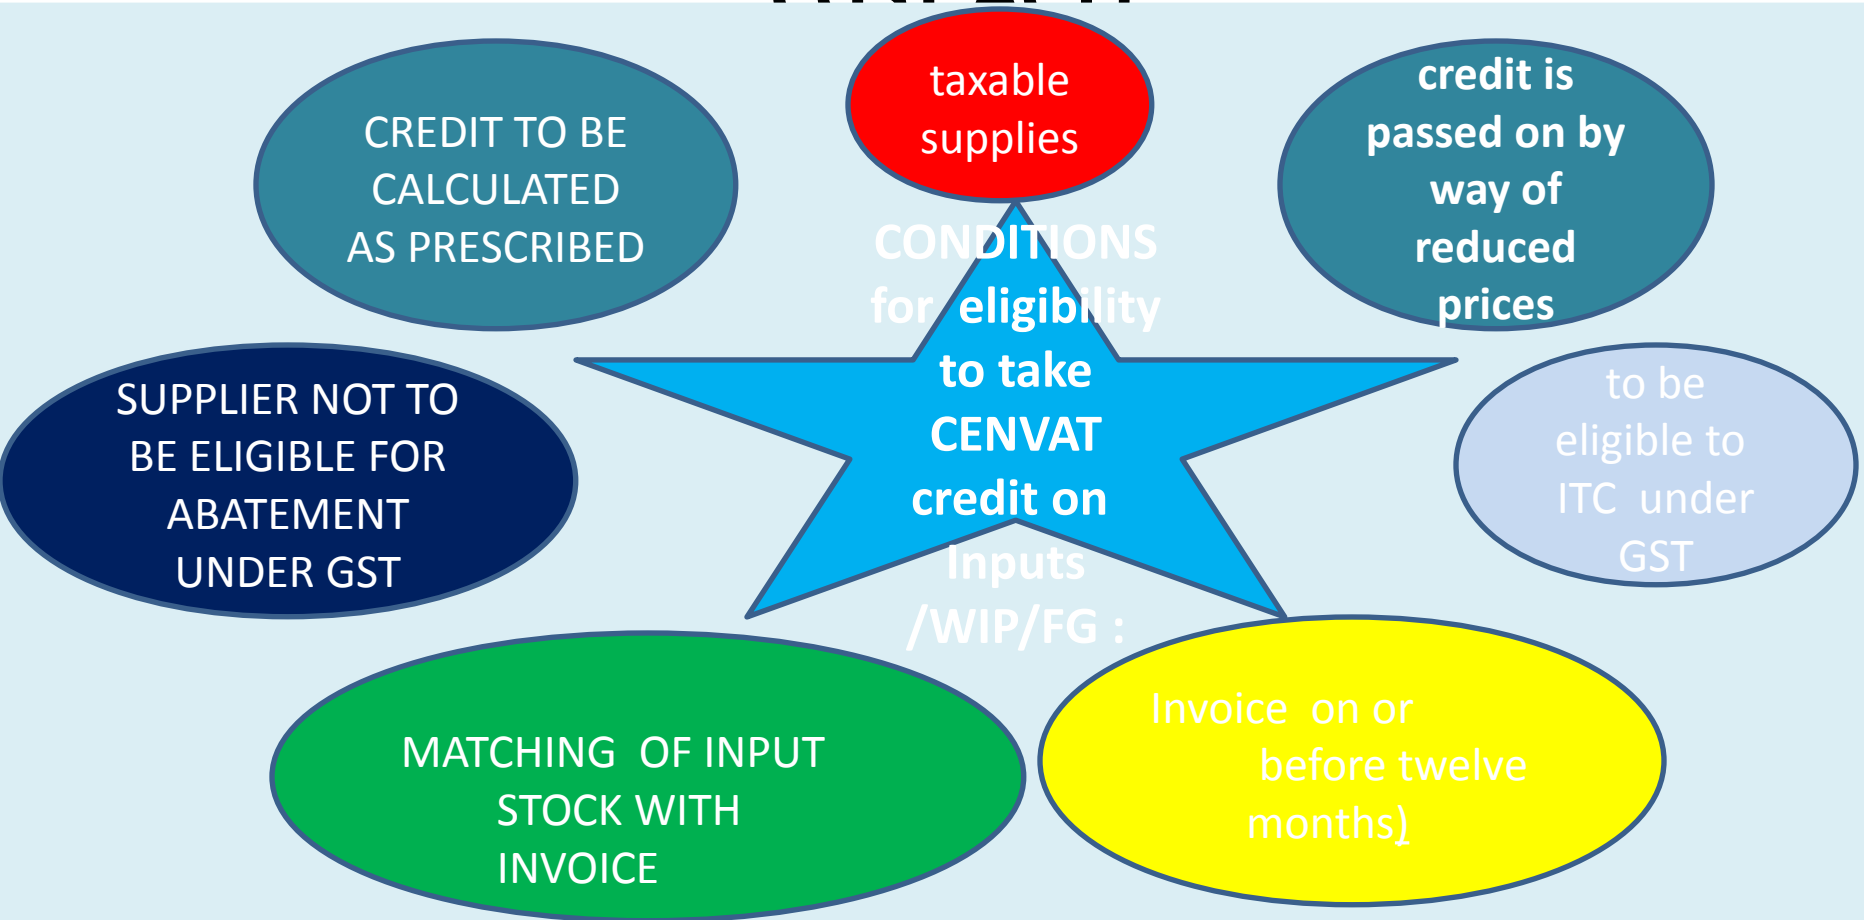 taxable
supplies
credit is
passed on by
way of
reduced
prices
CREDIT TO BE
CALCULATED
AS PRESCRIBED
CONDITIONS
for eligibility
to take
CENVAT
credit on
Inputs
/WIP/FG :
to be
eligible to
ITC under
GST
SUPPLIER NOT TO
BE ELIGIBLE FOR
ABATEMENT
UNDER GST
Invoice on or
before twelve
months)
MATCHING OF INPUT
STOCK WITH
INVOICE